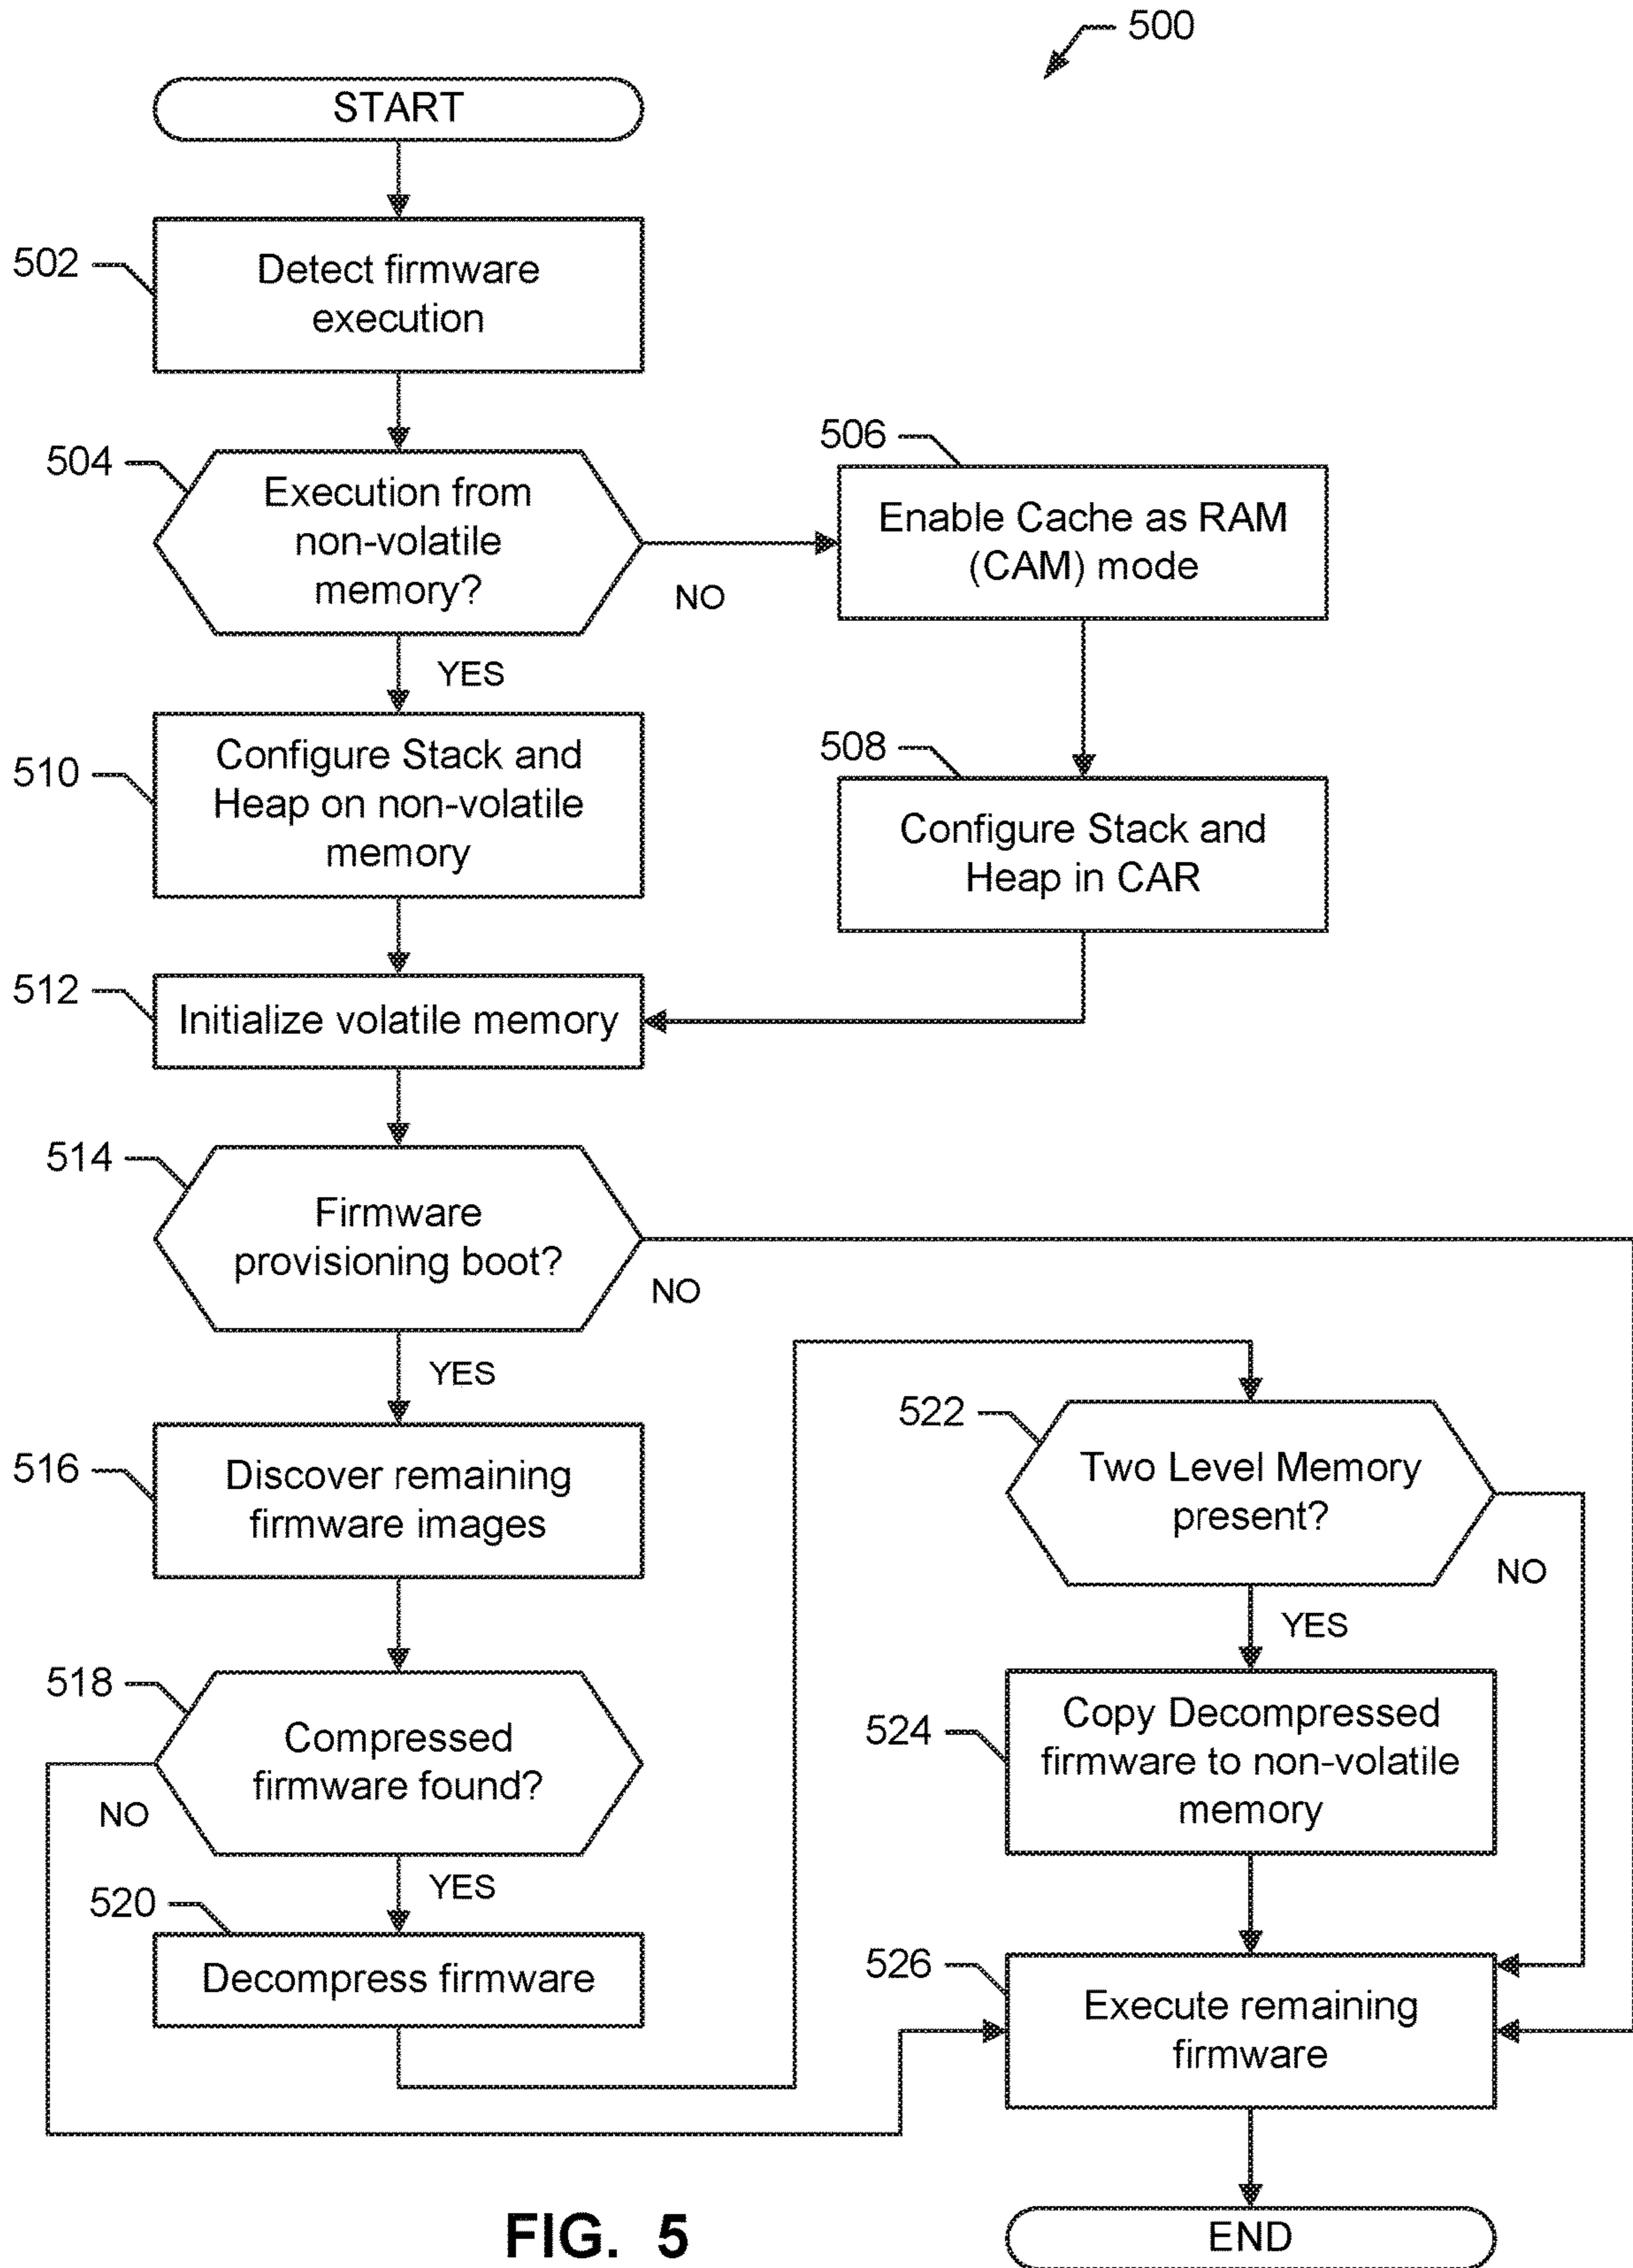 500
START
502
Detect firmware
execution
504
Execution from
non-volatile
memory?
NO
YES
506
Enable Cache as RAM
(CAM) mode
508
Configure Stack and
Heap in CAR
510
Configure Stack and
Heap on non-volatile
memory
512
Initialize volatile memory
514
Firmware
provisioning boot?
NO
YES
516
Discover remaining
firmware images
518
Compressed
firmware found?
NO
YES
520
Decompress firmware
522
Two Level Memory
present?
NO
YES
524
Copy Decompressed
firmware to non-volatile
memory
526
Execute remaining
firmware
END
FIG. 5